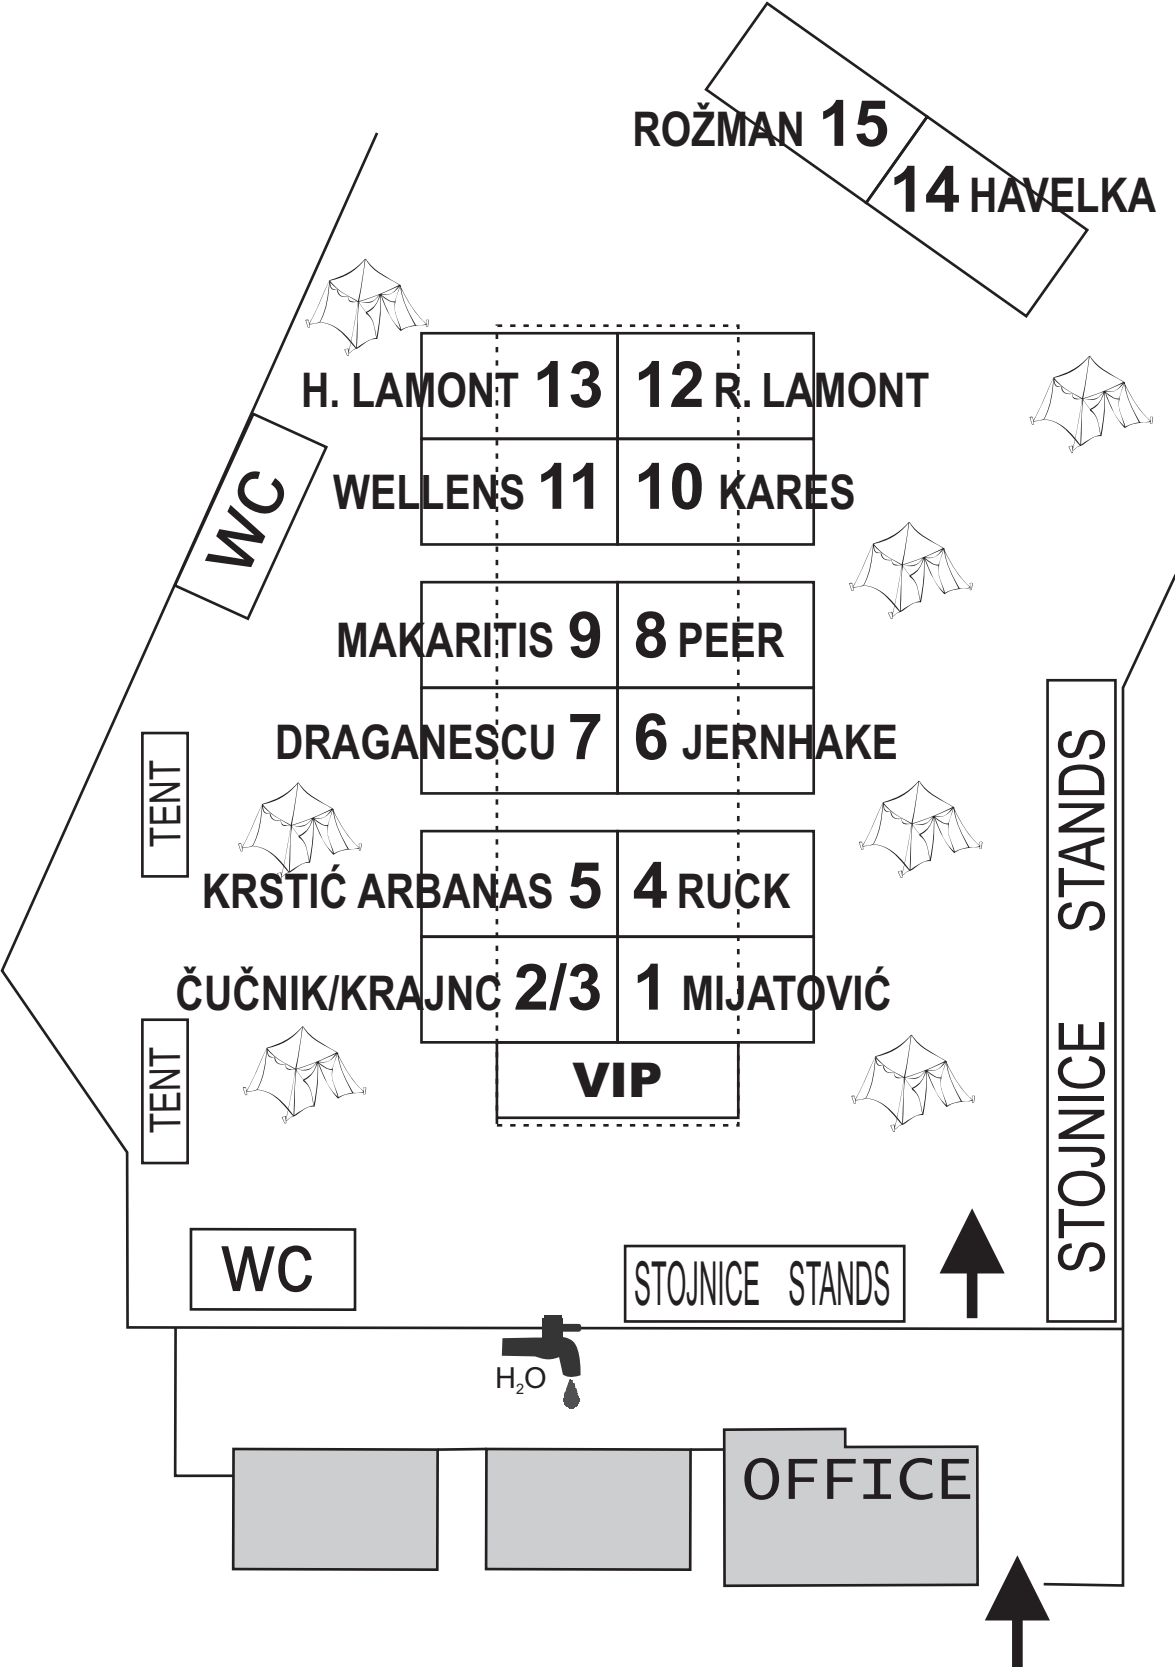 ROŽMAN 15
14 HAVELKA
H. LAMONT 13
12 R. LAMONT
WELLENS 11
10 KARES
WC
MAKARITIS 9
8 PEER
DRAGANESCU 7
6 JERNHAKE
TENT
KRSTIĆ ARBANAS 5
4 RUCK
ČUČNIK/KRAJNC 2/3
1 MIJATOVIĆ
TENT
VIP
STOJNICE STANDS
WC
STOJNICE STANDS
H₂O
OFFICE